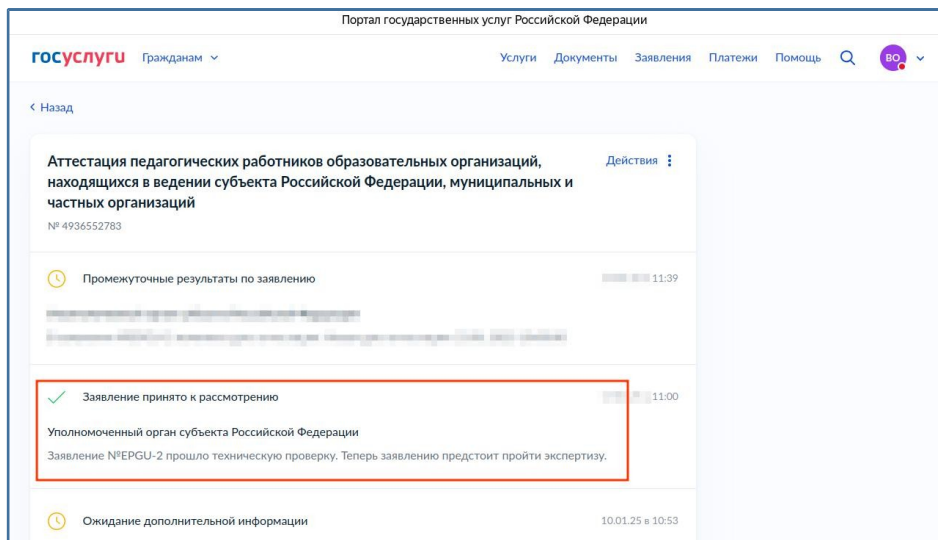 Портал государственных услуг Российской Федерации
госуслуги Гражданам Услуги Документы Заявления Платежи Помощь ВО
Назад
Аттестация педагогических работников образовательных организаций, Действия
находящихся в ведении субъекта Российской Федерации, муниципальных и
частных организаций
№ 4936552783
Промежуточные результаты по заявлению 11:39
Заявление принято к рассмотрению 11:00
Уполномоченный орган субъекта Российской Федерации
Заявление №EPGU-2 прошло техническую проверку. Теперь заявлению предстоит пройти экспертизу.
Ожидание дополнительной информации 10.01.25 в 10:53